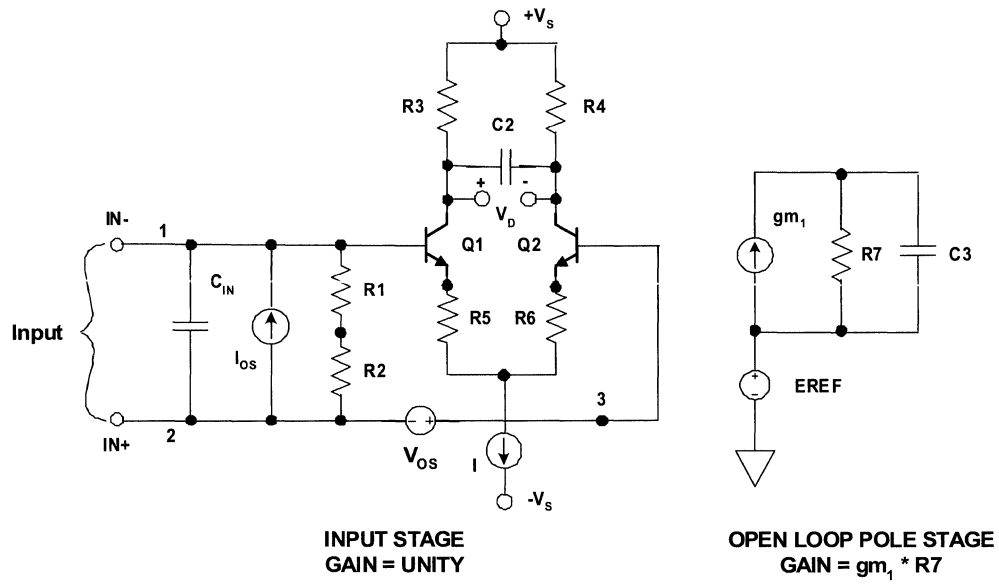 +VS
R3
R4
C2
+
-
VD
IN-
1
Q1
Q2
gm1
R7
C3
CIN
R1
Input
R5
R6
IOS
R2
+
-
EREF
3
-
+
IN+
2
VOS
I
-VS
INPUT STAGE
GAIN = UNITY
OPEN LOOP POLE STAGE
GAIN = gm1 * R7